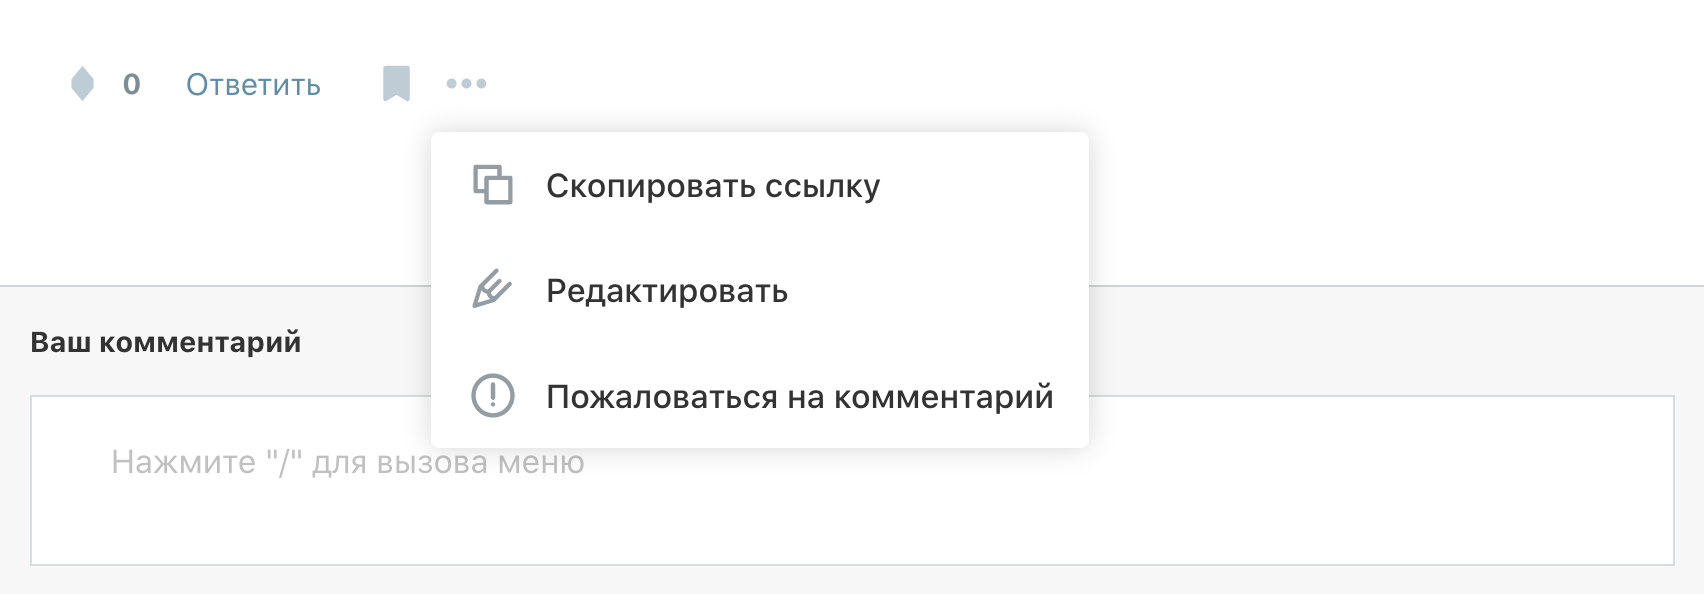 0 Ответить
Скопировать ссылку
Редактировать
Пожаловаться на комментарий
Ваш комментарий
Нажмите "/" для вызова меню